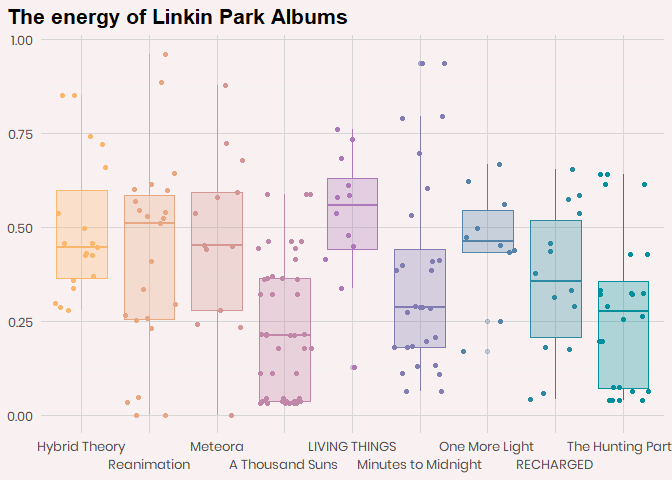 The energy of Linkin Park Albums
1.00
0.75
0.50
0.25
0.00
Hybrid Theory Meteora LIVING THINGS One More Light The Hunting Part
Reanimation A Thousand Suns Minutes to Midnight RECHARGED